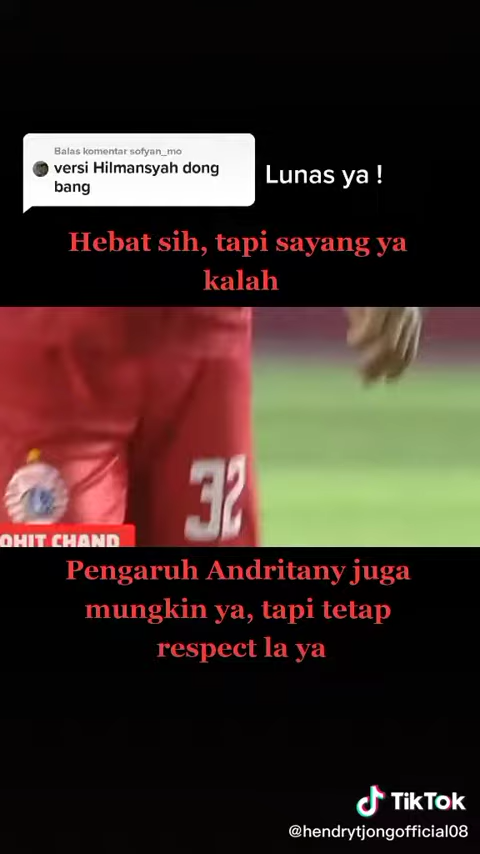 Balas komentar sofyan_mo
versi Hilmansyah dong
bang
Lunas ya !
Hebat sih, tapi sayang ya
kalah
32
OHIT CHAND
Pengaruh Andritany juga
mungkin ya, tapi tetap
respect la ya
TikTok
@hendrytjongofficial08